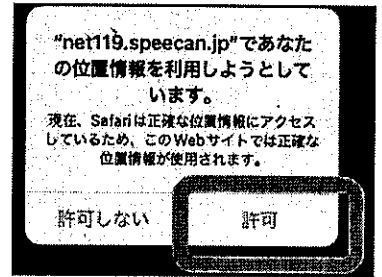 "net119.speecan.jp"であなた
の位置情報を利用しようとして
います。
現在、Safariは正確な位置情報にアクセス
しているため、このWebサイトでは正確な
位置情報が使用されます。
許可しない
許可